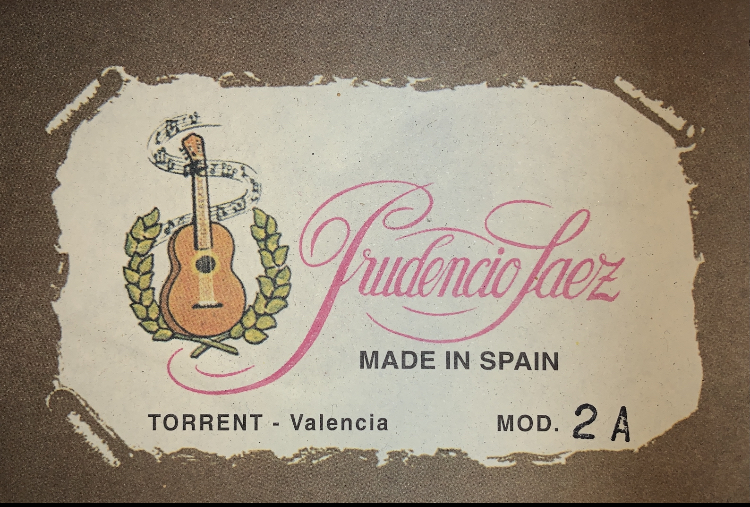 Prudencio Saez
MADE IN SPAIN
TORRENT - Valencia MOD. 2 A